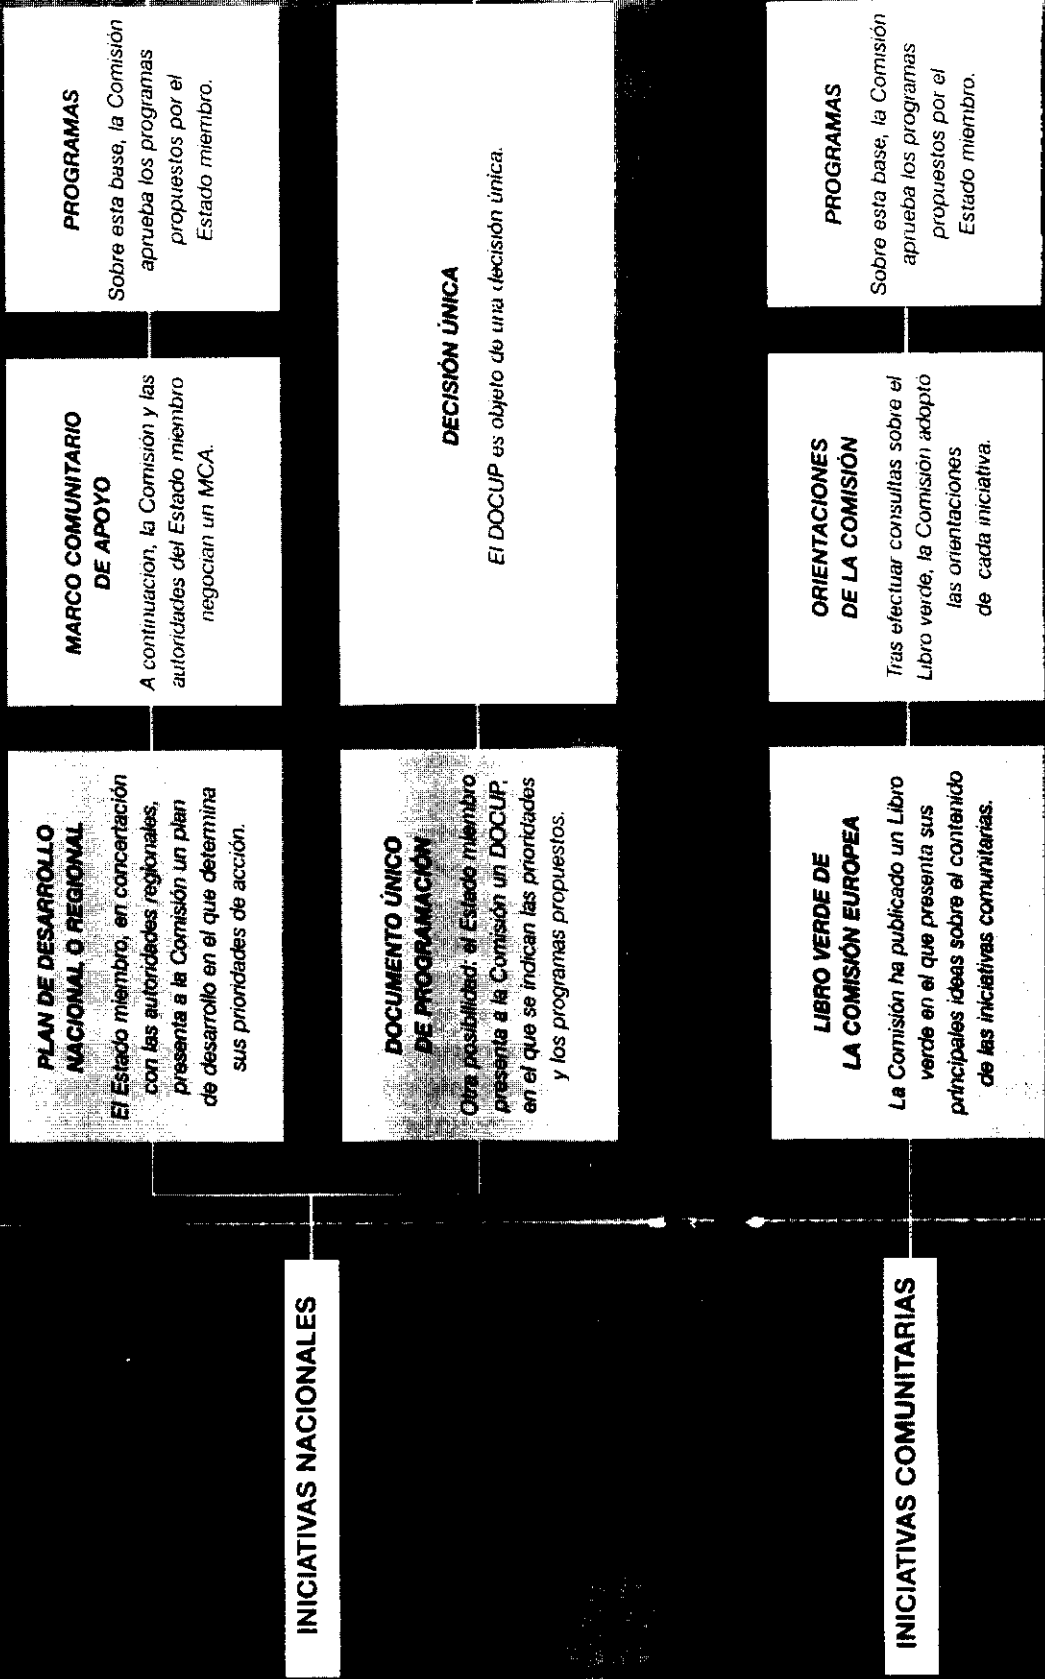 INICIATIVAS NACIONALES
PLAN DE DESARROLLO
NACIONAL O REGIONAL
El Estado miembro, en concertación
con las autoridades regionales,
presenta a la Comisión un plan
de desarrollo en el que determina
sus prioridades de acción.
MARCO COMUNITARIO
DE APOYO
A continuación, la Comisión y las
autoridades del Estado miembro
negocian un MCA.
PROGRAMAS
Sobre esta base, la Comisión
aprueba los programas
propuestos por el
Estado miembro.
DOCUMENTO ÚNICO
DE PROGRAMACIÓN
Otra posibilidad: el Estado miembro
presenta a la Comisión un DOCUP,
en el que se indican las prioridades
y los programas propuestos.
DECISIÓN ÚNICA
El DOCUP es objeto de una decisión única.
INICIATIVAS COMUNITARIAS
LIBRO VERDE DE
LA COMISIÓN EUROPEA
La Comisión ha publicado un Libro
verde en el que presenta sus
principales ideas sobre el contenido
de las iniciativas comunitarias.
ORIENTACIONES
DE LA COMISIÓN
Tras efectuar consultas sobre el
Libro verde, la Comisión adoptó
las orientaciones
de cada iniciativa.
PROGRAMAS
Sobre esta base, la Comisión
aprueba los programas
propuestos por el
Estado miembro.